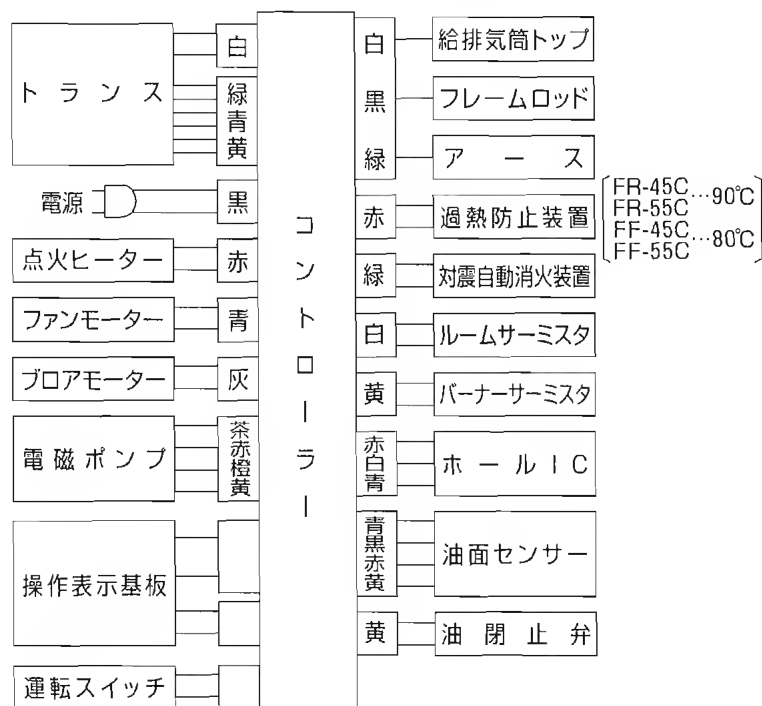 トランス
白
緑
青
黄
電源
黒
点火ヒーター
赤
ファンモーター
青
ブロアモーター
灰
電磁ポンプ
茶
赤
橙
黄
操作表示基板
運転スイッチ
コントローラー
白
給排気筒トップ
黒
フレームロッド
緑
アース
赤
過熱防止装置
FR-45C
FR-55C
…90℃
FF-45C
FF-55C
…80℃
緑
対震自動消火装置
白
ルームサーミスタ
黄
バーナーサーミスタ
赤
白
青
ホールIC
青
黒
赤
黄
油面センサー
黄
油閉止弁